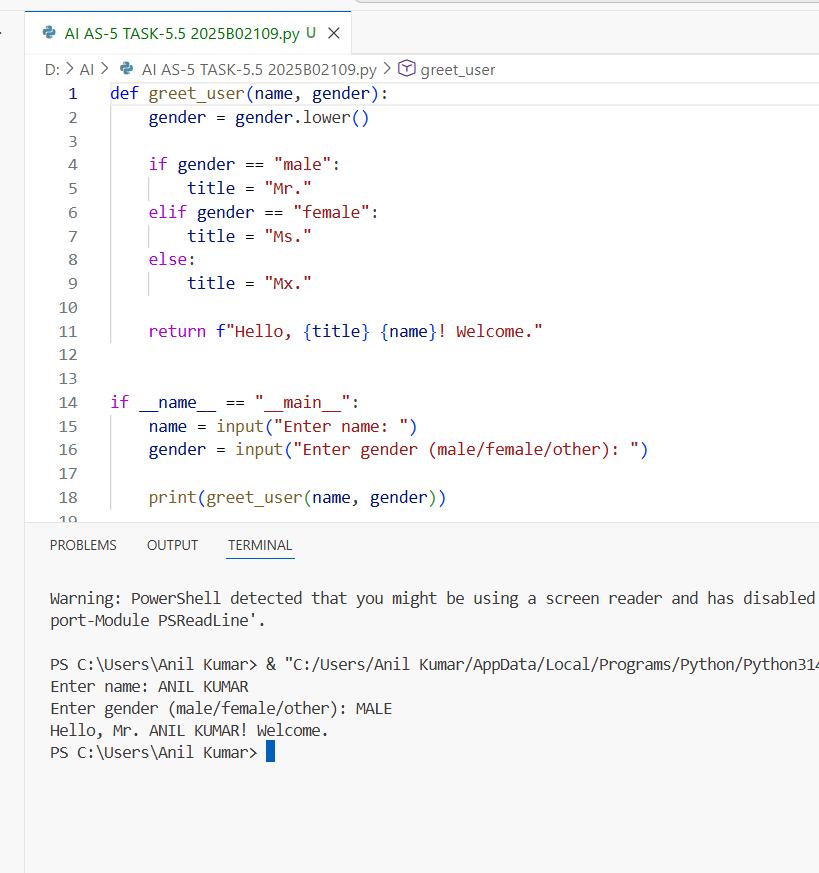 AI AS-5 TASK-5.5 2025B02109.py U
D: > AI > AI AS-5 TASK-5.5 2025B02109.py > greet_user
1 def greet_user(name, gender):
2     gender = gender.lower()
3
4     if gender == "male":
5         title = "Mr."
6     elif gender == "female":
7         title = "Ms."
8     else:
9         title = "Mx."
10
11     return f"Hello, {title} {name}! Welcome."
12
13
14 if __name__ == "__main__":
15     name = input("Enter name: ")
16     gender = input("Enter gender (male/female/other): ")
17
18     print(greet_user(name, gender))
19
PROBLEMS OUTPUT TERMINAL
Warning: PowerShell detected that you might be using a screen reader and has disabled
port-Module PSReadLine'.
PS C:\Users\Anil Kumar> & "C:/Users/Anil Kumar/AppData/Local/Programs/Python/Python314
Enter name: ANIL KUMAR
Enter gender (male/female/other): MALE
Hello, Mr. ANIL KUMAR! Welcome.
PS C:\Users\Anil Kumar>